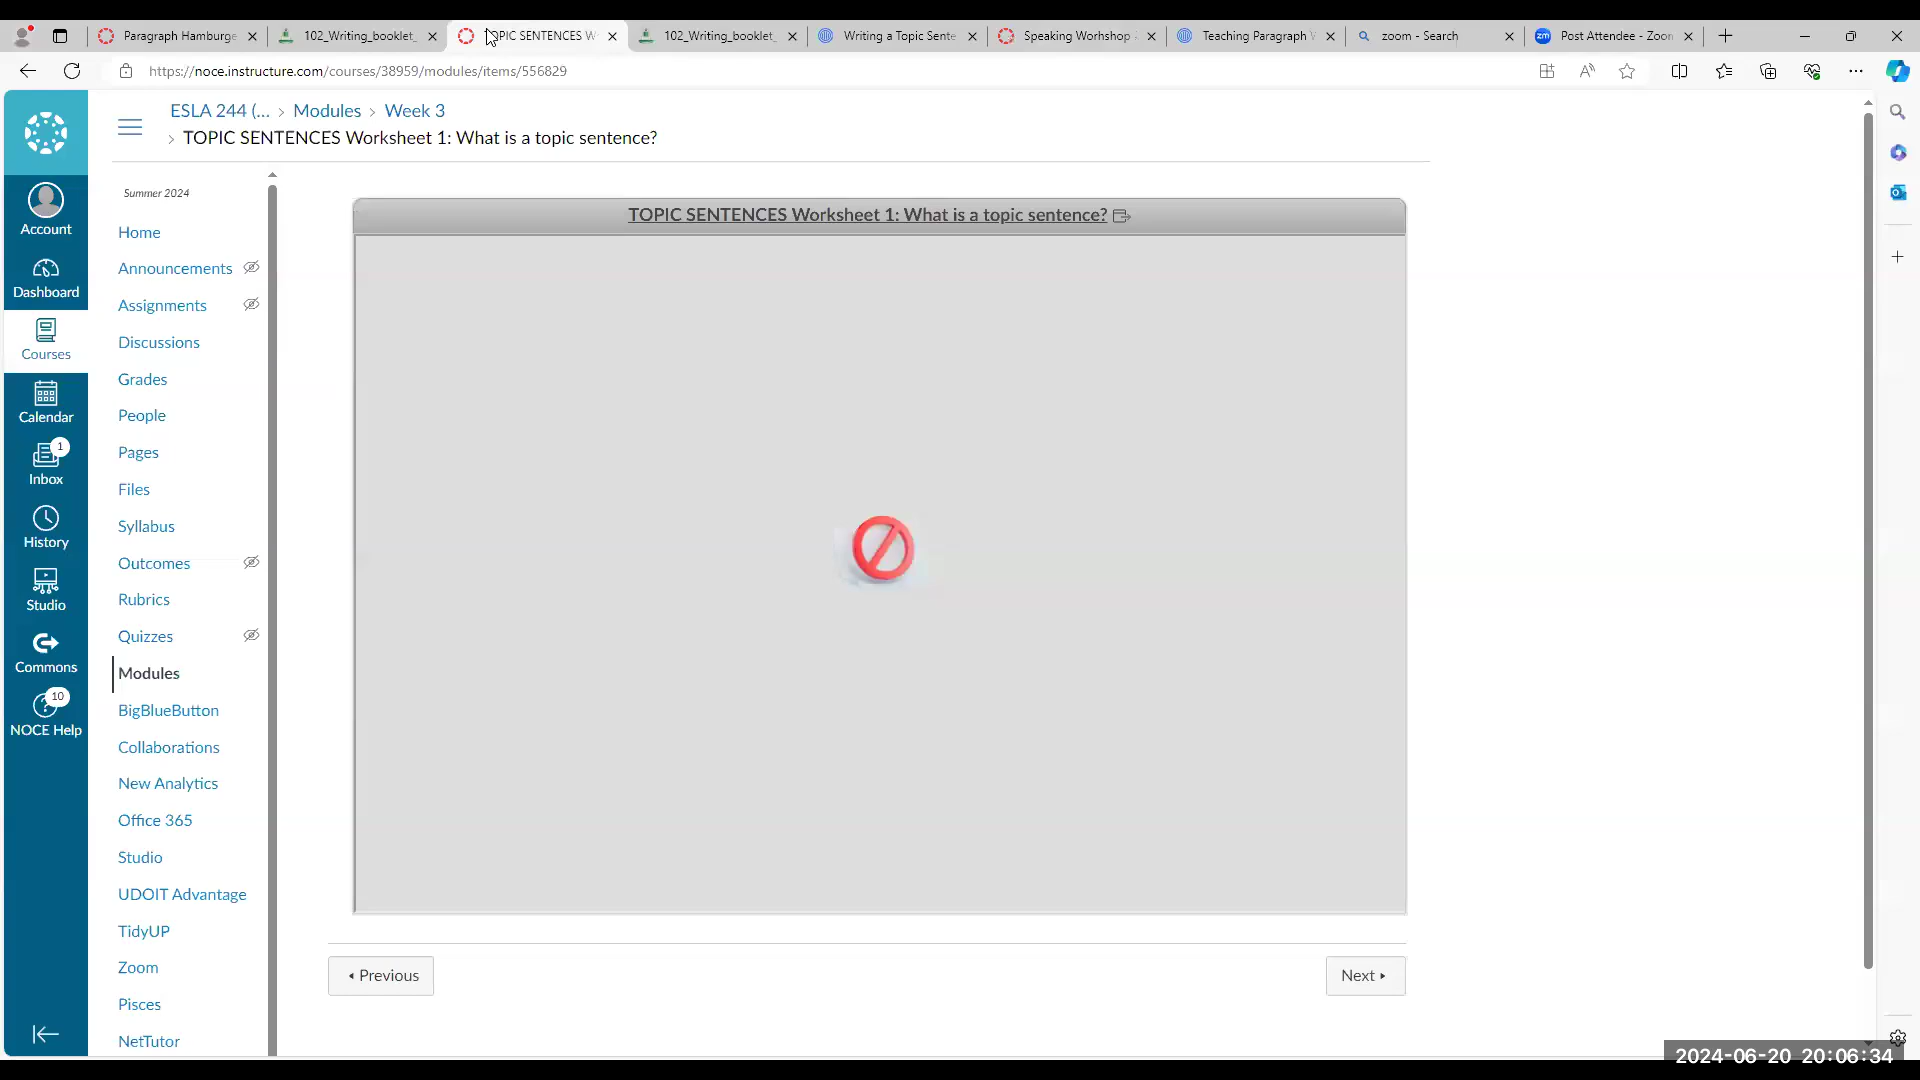 Paragraph Hamburge
102_Writing_booklet_
OPIC SENTENCES W
102_Writing_booklet_
Writing a Topic Sente
Speaking Worhshop
Teaching Paragraph
zoom - Search
Post Attendee - Zoon
https://noce.instructure.com/courses/38959/modules/items/556829
ESLA 244 (... > Modules > Week 3
> TOPIC SENTENCES Worksheet 1: What is a topic sentence?
Account
Dashboard
Courses
Calendar
1
Inbox
History
Studio
Commons
10
NOCE Help
Summer 2024
Home
Announcements
Assignments
Discussions
Grades
People
Pages
Files
Syllabus
Outcomes
Rubrics
Quizzes
Modules
BigBlueButton
Collaborations
New Analytics
Office 365
Studio
UDOIT Advantage
TidyUP
Zoom
Pisces
NetTutor
TOPIC SENTENCES Worksheet 1: What is a topic sentence?
Previous
Next
2024-06-20 20:06:34